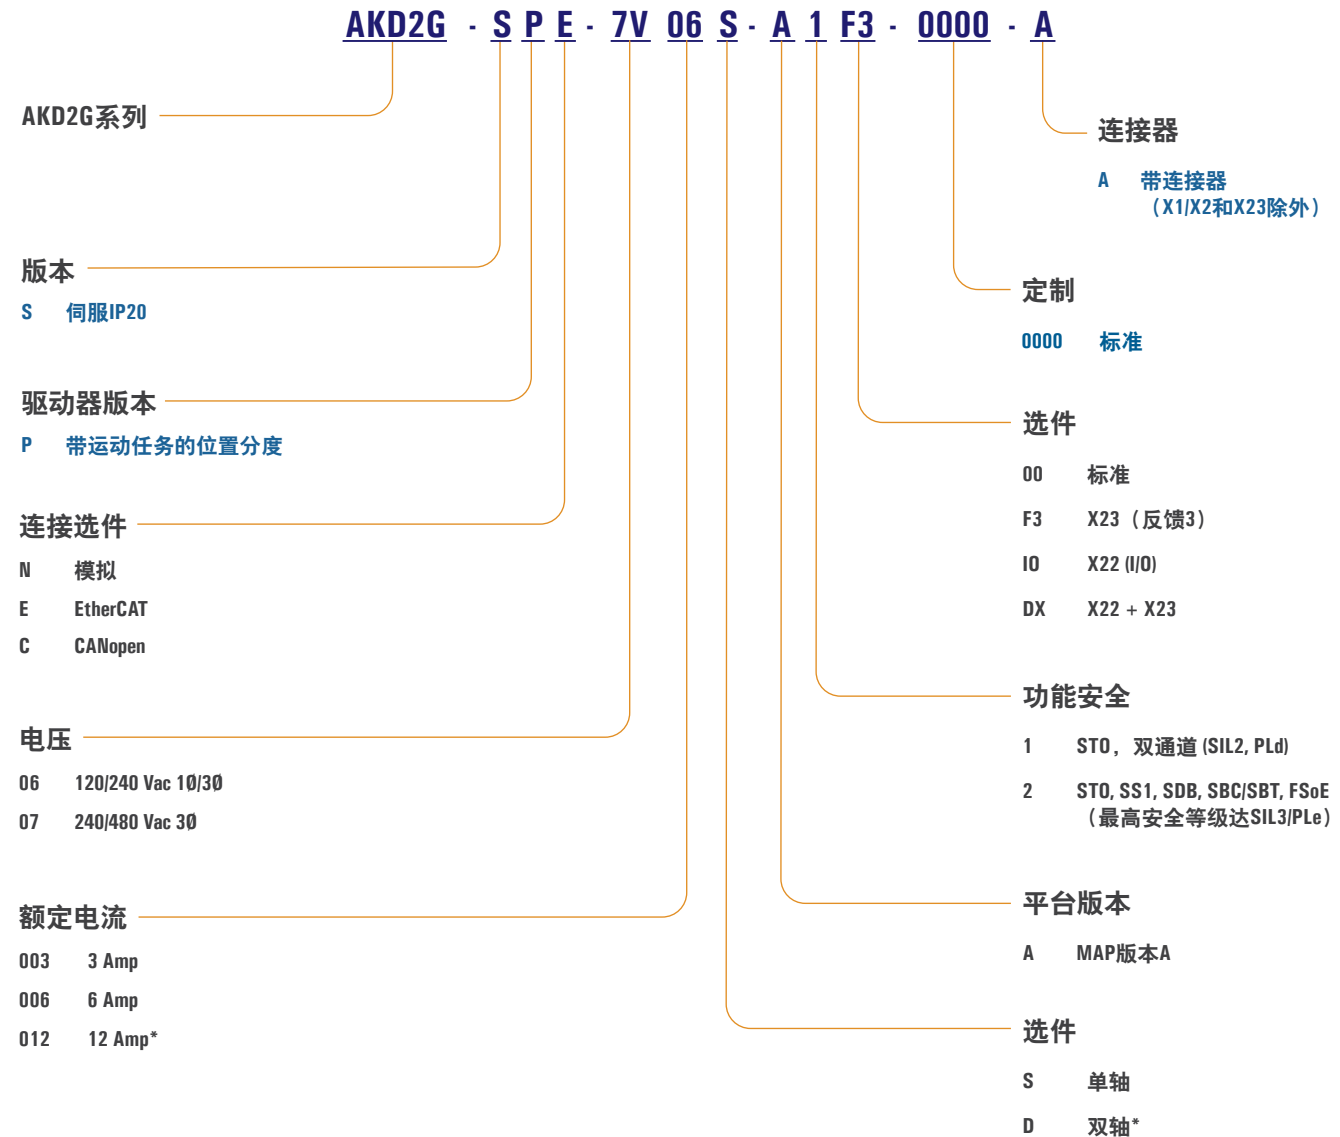 AKD2G - S P E - 7V 06 S - A 1 F3 - 0000 - A
AKD2G系列
版本
S 伺服IP20
驱动器版本
P 带运动任务的位置分度
连接选件
N 模拟
E EtherCAT
C CANopen
电压
06 120/240 Vac 1Ø/3Ø
07 240/480 Vac 3Ø
额定电流
003 3 Amp
006 6 Amp
012 12 Amp*
连接器
A 带连接器
（X1/X2和X23除外）
定制
0000 标准
选件
00 标准
F3 X23（反馈3）
IO X22 (I/O)
DX X22 + X23
功能安全
1 STO，双通道 (SIL2, PLd)
2 STO, SS1, SDB, SBC/SBT, FSoE
（最高安全等级达SIL3/PLe）
平台版本
A MAP版本A
选件
S 单轴
D 双轴*